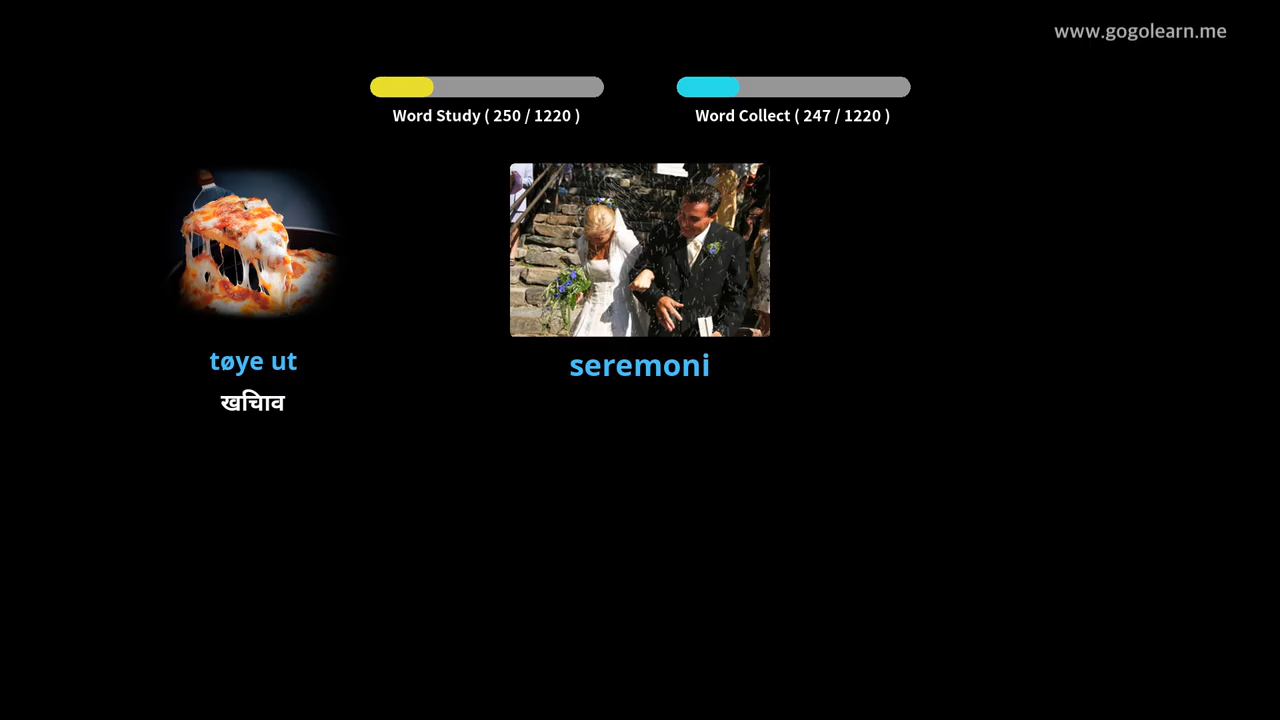 www.gogolearn.me
Word Study ( 250 / 1220 )
Word Collect ( 247 / 1220 )
tøye ut
खचिाव
seremoni